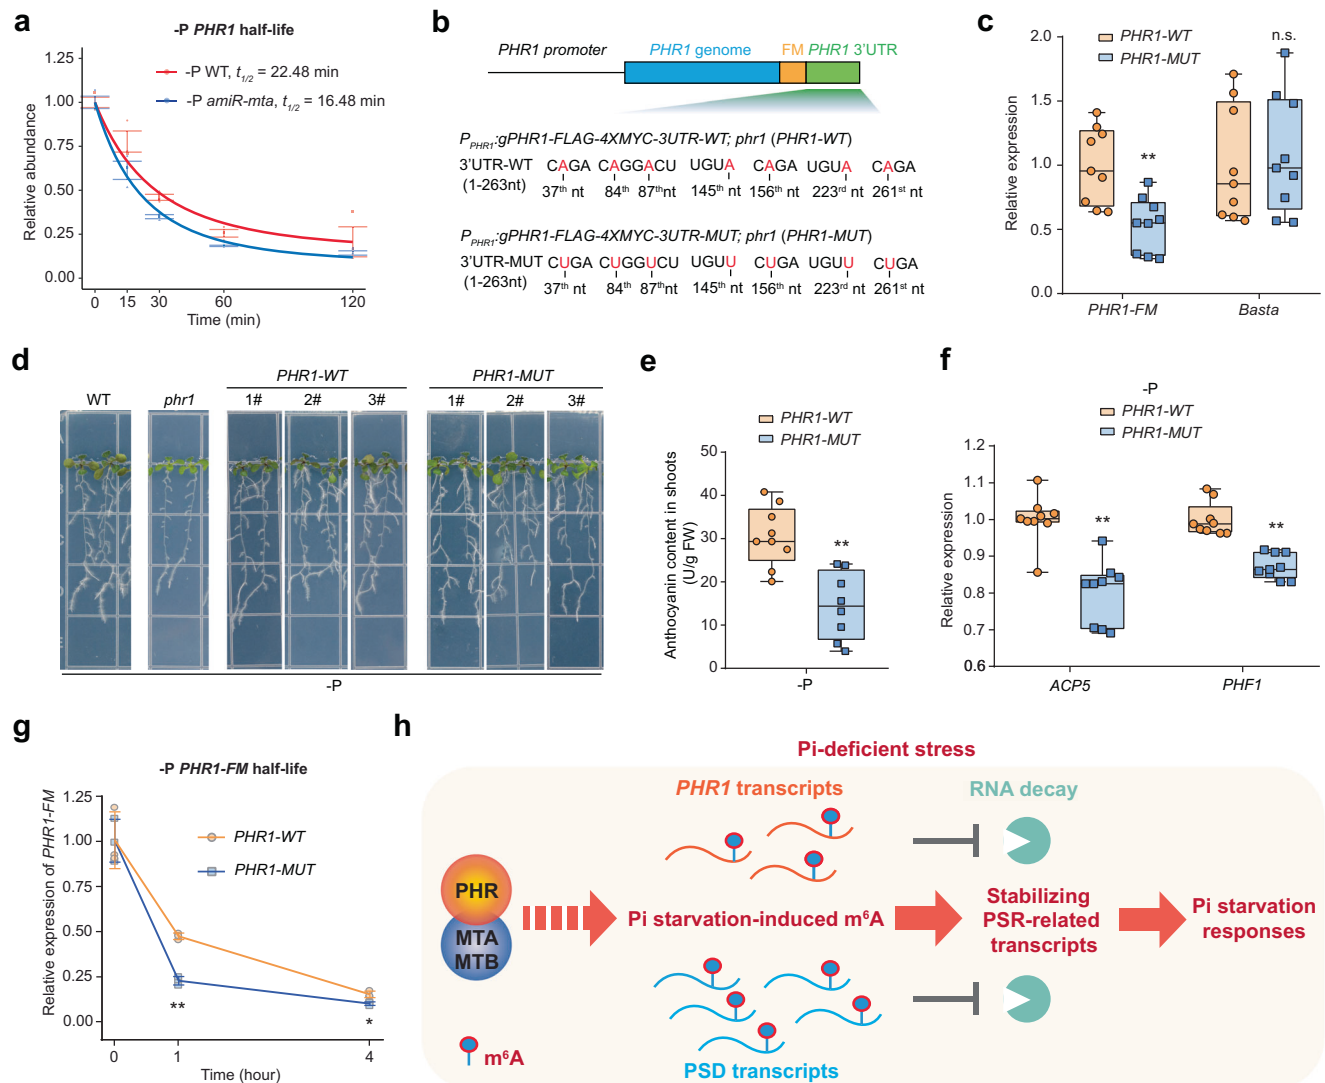 a
-P PHR1 half-life
-P WT, t1/2 = 22.48 min
-P amiR-mta, t1/2 = 16.48 min
Relative abundance
1.25
1.00
0.75
0.50
0.25
0.00
0 15 30 60 120
Time (min)
b
PHR1 promoter PHR1 genome FM PHR1 3'UTR
PPHR1:gPHR1-FLAG-4XMYC-3UTR-WT; phr1 (PHR1-WT)
3'UTR-WT CAGA CAGGACU UGUA CAGA UGUA CAGA
(1-263nt) 37th nt 84th 87th nt 145th nt 156th nt 223rd nt 261st nt
PPHR1:gPHR1-FLAG-4XMYC-3UTR-MUT; phr1 (PHR1-MUT)
3'UTR-MUT CUGA CUGGUCU UGUU CUGA UGUU CUGA
(1-263nt) 37th nt 84th 87th nt 145th nt 156th nt 223rd nt 261st nt
c
PHR1-WT
PHR1-MUT
n.s.
**
Relative expression
2.0
1.5
1.0
0.5
0.0
PHR1-FM Basta
d
PHR1-WT PHR1-MUT
WT phr1 1# 2# 3# 1# 2# 3#
-P
e
PHR1-WT
PHR1-MUT
Anthocyanin content in shoots
(U/g FW)
50
40
30
20
10
0
**
-P
f
-P
PHR1-WT
PHR1-MUT
Relative expression
1.2
1.0
0.9
0.8
0.7
0.6
** **
ACP5 PHF1
g
-P PHR1-FM half-life
PHR1-WT
PHR1-MUT
Relative expression of PHR1-FM
1.25
1.00
0.75
0.50
0.25
0.00
** *
0 1 4
Time (hour)
h
Pi-deficient stress
PHR1 transcripts RNA decay
PHR
MTA
MTB
Pi starvation-induced m6A
Stabilizing
PSR-related
transcripts
Pi starvation
responses
m6A
PSD transcripts